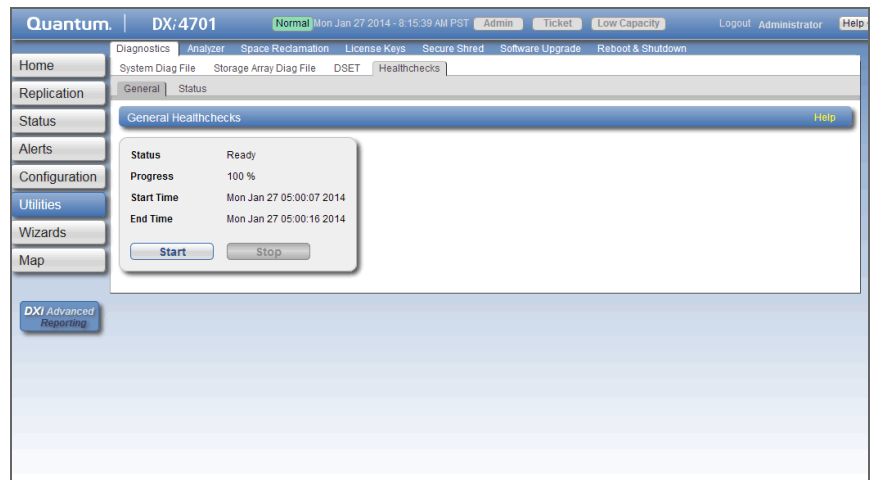 Quantum. DXi 4701 Normal Mon Jan 27 2014 - 8:15:39 AM PST Admin Ticket Low Capacity Logout Administrator Help
Diagnostics Analyzer Space Reclamation License Keys Secure Shred Software Upgrade Reboot & Shutdown
System Diag File Storage Array Diag File DSET Healthchecks
General Status
Home
Replication
Status
Alerts
Configuration
Utilities
Wizards
Map
DXi Advanced
Reporting
General Healthchecks Help
Status Ready
Progress 100 %
Start Time Mon Jan 27 05:00:07 2014
End Time Mon Jan 27 05:00:16 2014
Start Stop